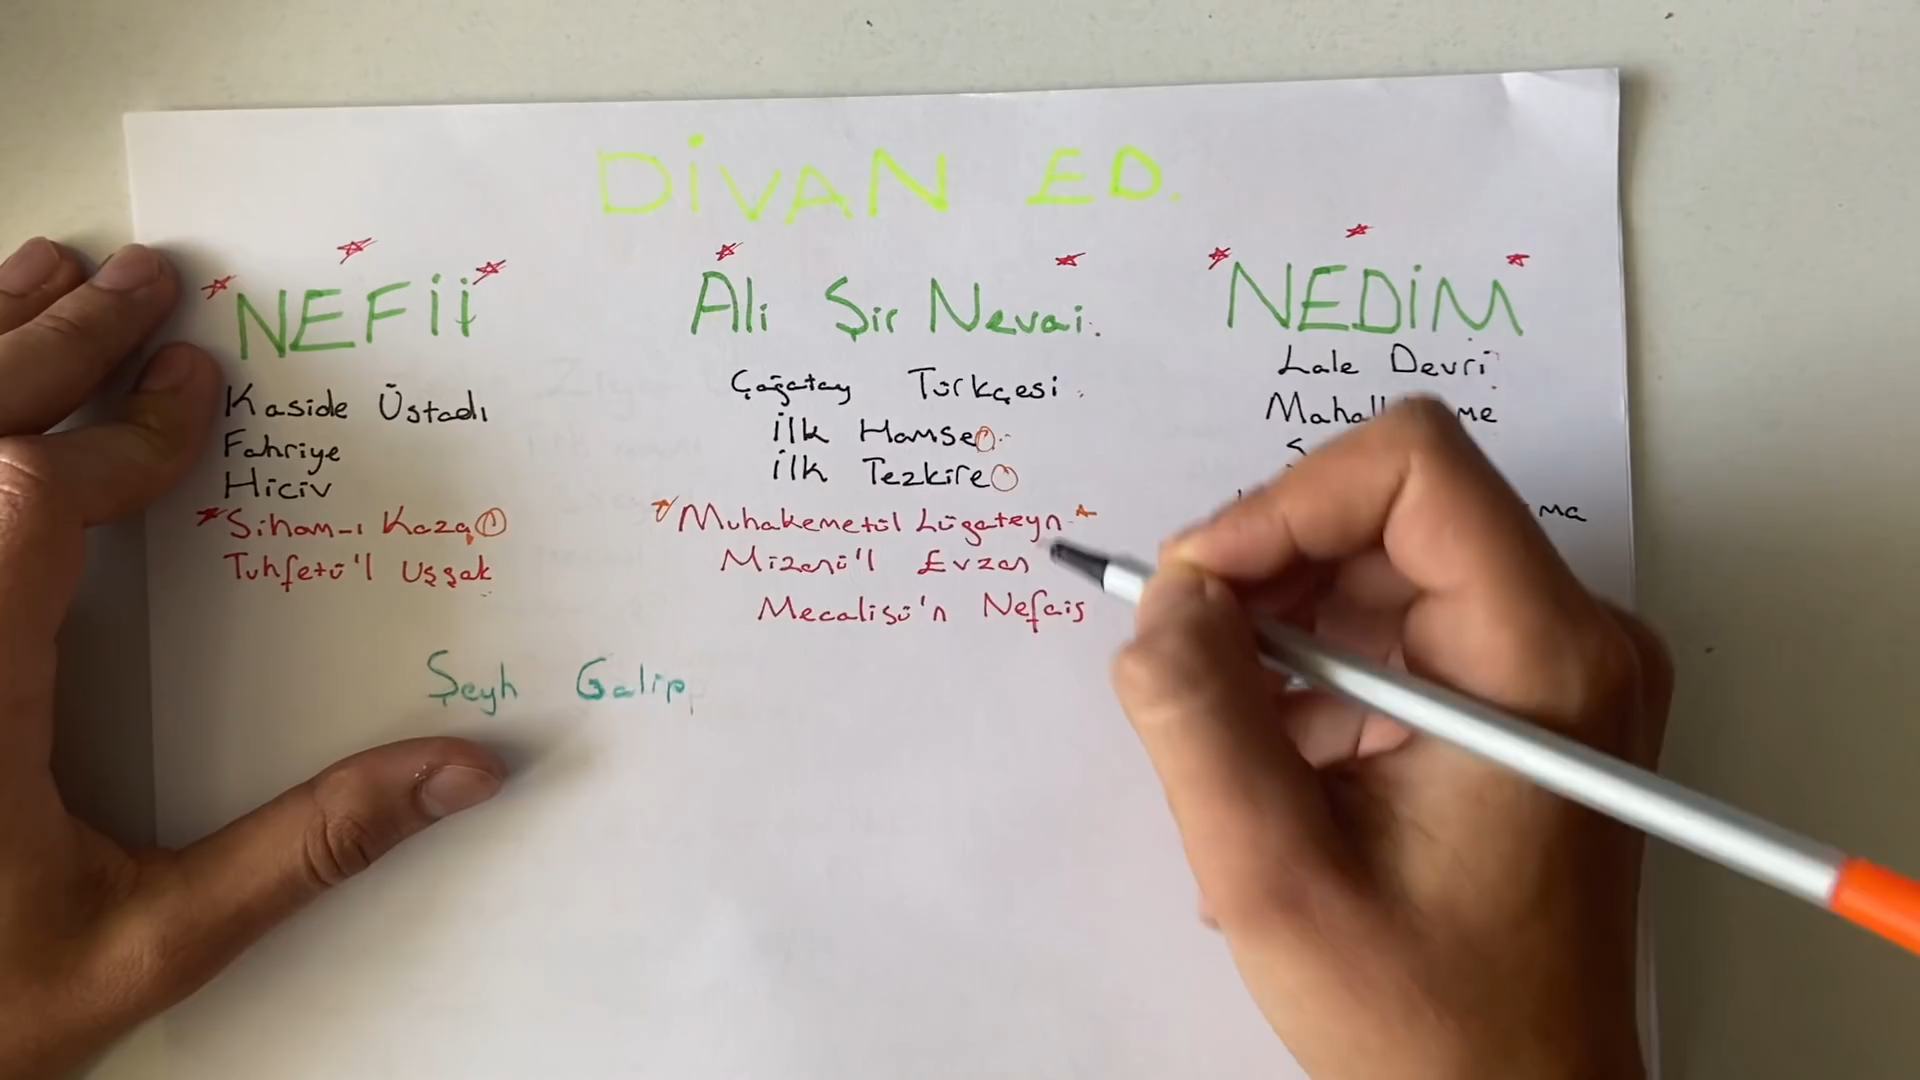 DİVAN ED.
NEFİİ
Kaside Üstadı
Fahriye
Hiciv
Siham-ı Kaza
Tuhfetü'l Uşşak
Ali Şir Nevai.
Çağatay Türkçesi
İlk Hamse
İlk Tezkire
Muhakemetül Lügateyn
Mizanü'l Evzan
Mecalisü'n Nefais
NEDİM
Lale Devri
Şeyh Galip